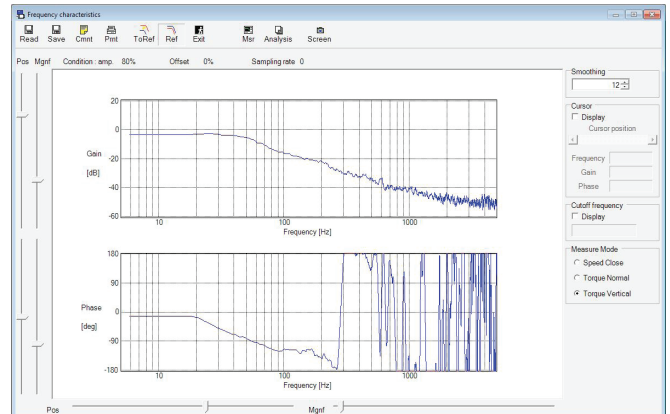 Frequency characteristics
Read Save Cmnt Prnt ToRef Ref Exit Msr Analysis Screen
Pos Mgnf Condition : amp. 80% Offset 0% Sampling rate 0
Smoothing
12
Cursor
Display
Cursor position
Frequency
Gain
Phase
Cutoff frequency
Display
Measure Mode
Speed Close
Torque Normal
Torque Vertical
20
0
Gain
-20
[dB]
-40
-60
10 100 1000
Frequency [Hz]
180
90
Phase
0
[deg]
-90
-180
10 100 1000
Frequency [Hz]
Pos Mgnf